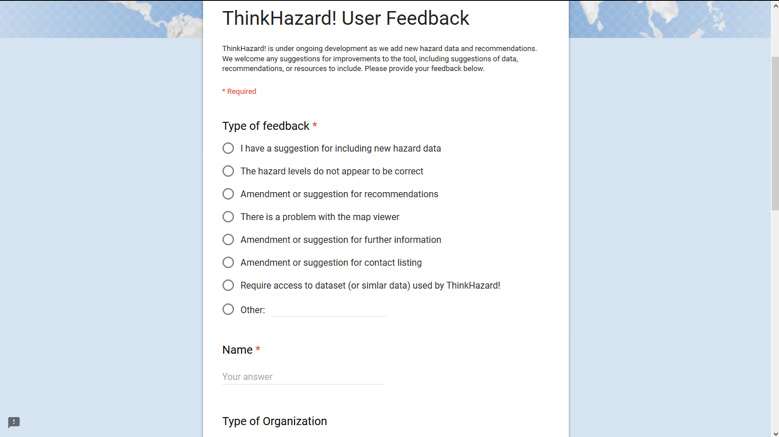 ThinkHazard! User Feedback
ThinkHazard! is under ongoing development as we add new hazard data and recommendations.
We welcome any suggestions for improvements to the tool, including suggestions of data,
recommendations, or resources to include. Please provide your feedback below.
* Required
Type of feedback *
I have a suggestion for including new hazard data
The hazard levels do not appear to be correct
Amendment or suggestion for recommendations
There is a problem with the map viewer
Amendment or suggestion for further information
Amendment or suggestion for contact listing
Require access to dataset (or simlar data) used by ThinkHazard!
Other:
Name *
Your answer
Type of Organization